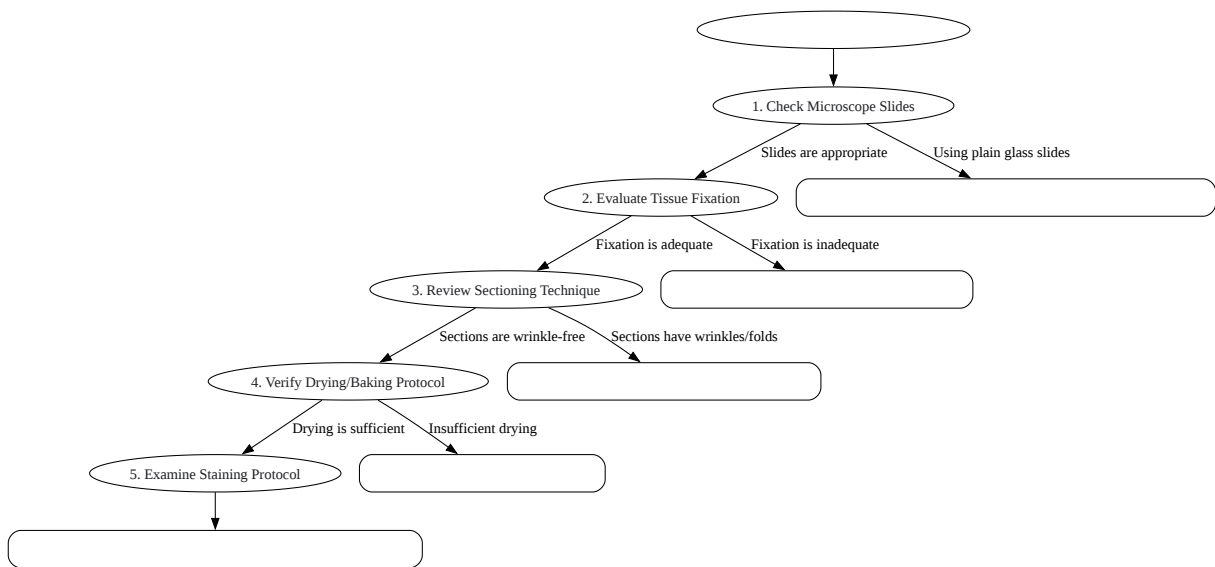 1. Check Microscope Slides
Slides are appropriate
Using plain glass slides
2. Evaluate Tissue Fixation
Fixation is adequate
Fixation is inadequate
3. Review Sectioning Technique
Sections are wrinkle-free
Sections have wrinkles/folds
4. Verify Drying/Baking Protocol
Drying is sufficient
Insufficient drying
5. Examine Staining Protocol